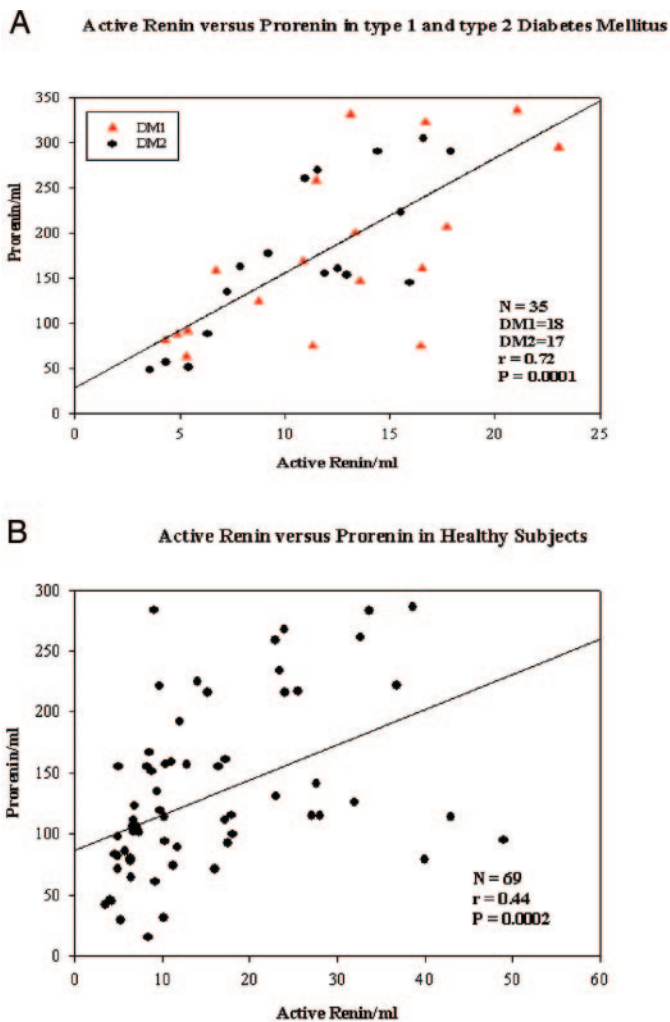 A
Active Renin versus Prorenin in type 1 and type 2 Diabetes Mellitus
DM1
DM2
350
300
250
200
150
100
50
0
Prorenin/ml
N = 35
DM1=18
DM2=17
r = 0.72
P = 0.0001
0 5 10 15 20 25
Active Renin/ml
B
Active Renin versus Prorenin in Healthy Subjects
300
250
200
150
100
50
0
Prorenin/ml
N = 69
r = 0.44
P = 0.0002
0 10 20 30 40 50 60
Active Renin/ml